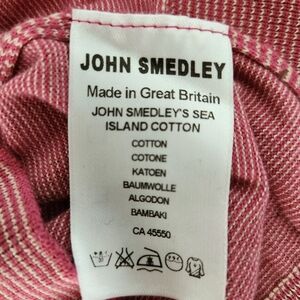 JOHN SMEDLEY
Made in Great Britain
JOHN SMEDLEY'S SEA
ISLAND COTTON
COTTON
COTONE
KATOEN
BAUMWOLLE
ALGODON
BAMBAKI
CA 45550